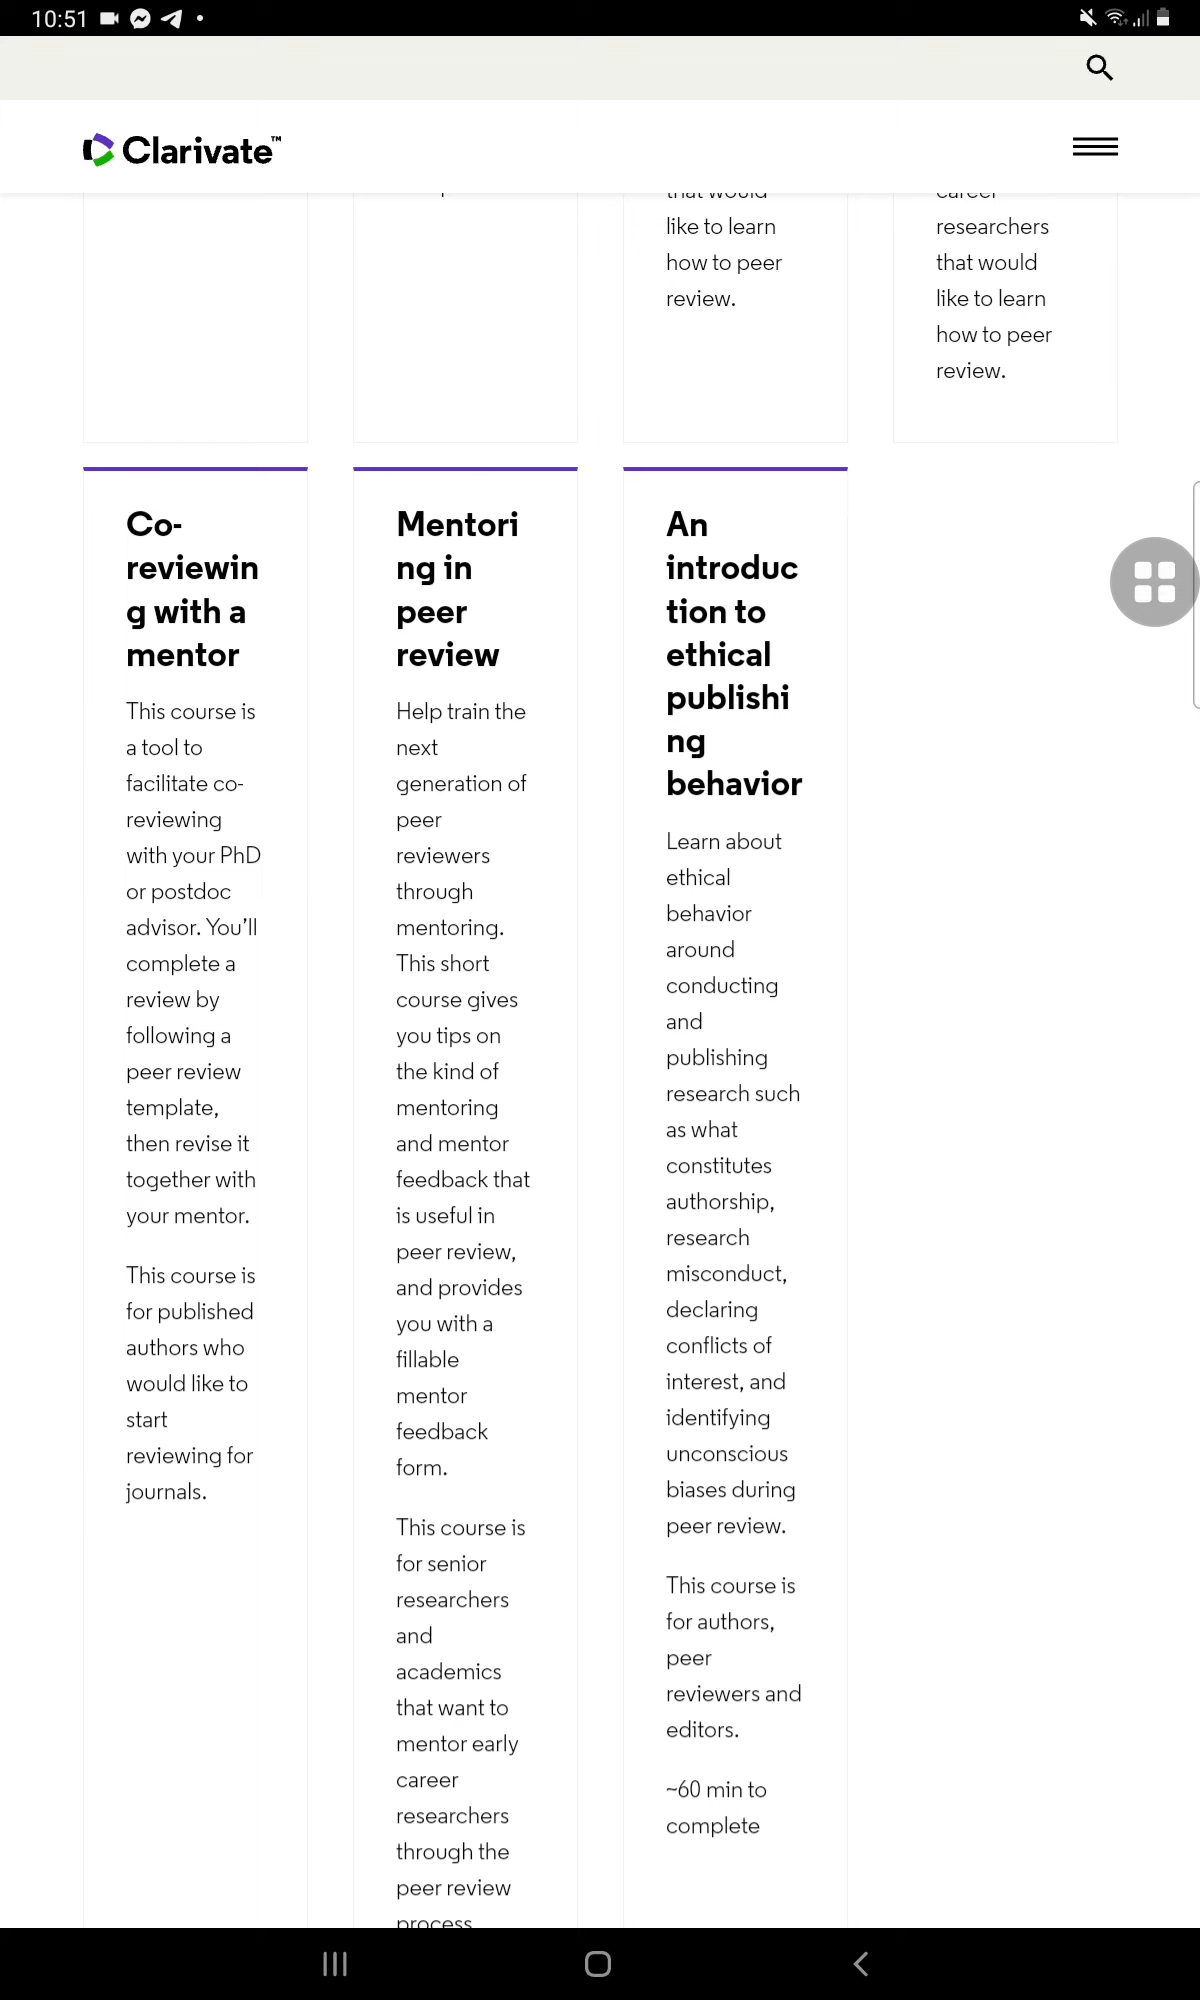 10:51
Clarivate™
that would
like to learn
how to peer
review.
career
researchers
that would
like to learn
how to peer
review.
Co-
reviewin
g with a
mentor
This course is
a tool to
facilitate co-
reviewing
with your PhD
or postdoc
advisor. You’ll
complete a
review by
following a
peer review
template,
then revise it
together with
your mentor.
This course is
for published
authors who
would like to
start
reviewing for
journals.
Mentori
ng in
peer
review
Help train the
next
generation of
peer
reviewers
through
mentoring.
This short
course gives
you tips on
the kind of
mentoring
and mentor
feedback that
is useful in
peer review,
and provides
you with a
fillable
mentor
feedback
form.
This course is
for senior
researchers
and
academics
that want to
mentor early
career
researchers
through the
peer review
process
An
introduc
tion to
ethical
publishi
ng
behavior
Learn about
ethical
behavior
around
conducting
and
publishing
research such
as what
constitutes
authorship,
research
misconduct,
declaring
conflicts of
interest, and
identifying
unconscious
biases during
peer review.
This course is
for authors,
peer
reviewers and
editors.
~60 min to
complete